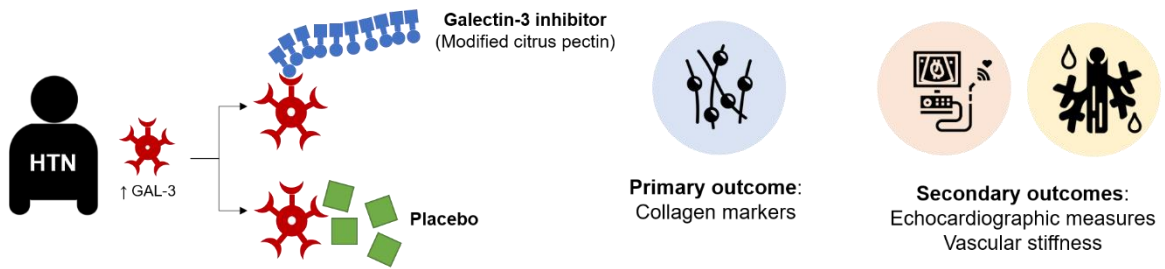 HTN
↑ GAL-3
Galectin-3 inhibitor
(Modified citrus pectin)
Placebo
Primary outcome:
Collagen markers
Secondary outcomes:
Echocardiographic measures
Vascular stiffness